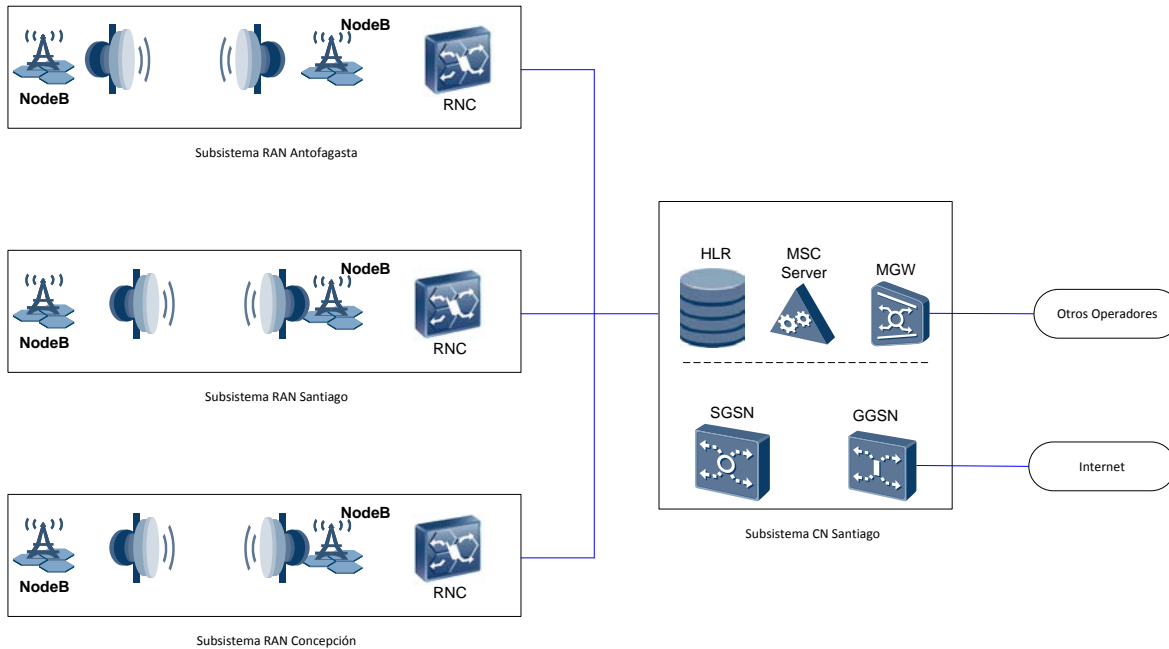 NodeB
NodeB
RNC
Subsistema RAN Antofagasta
NodeB
NodeB
RNC
Subsistema RAN Santiago
NodeB
NodeB
RNC
Subsistema RAN Concepción
HLR
MSC
Server
MGW
SGSN
GGSN
Subsistema CN Santiago
Otros Operadores
Internet